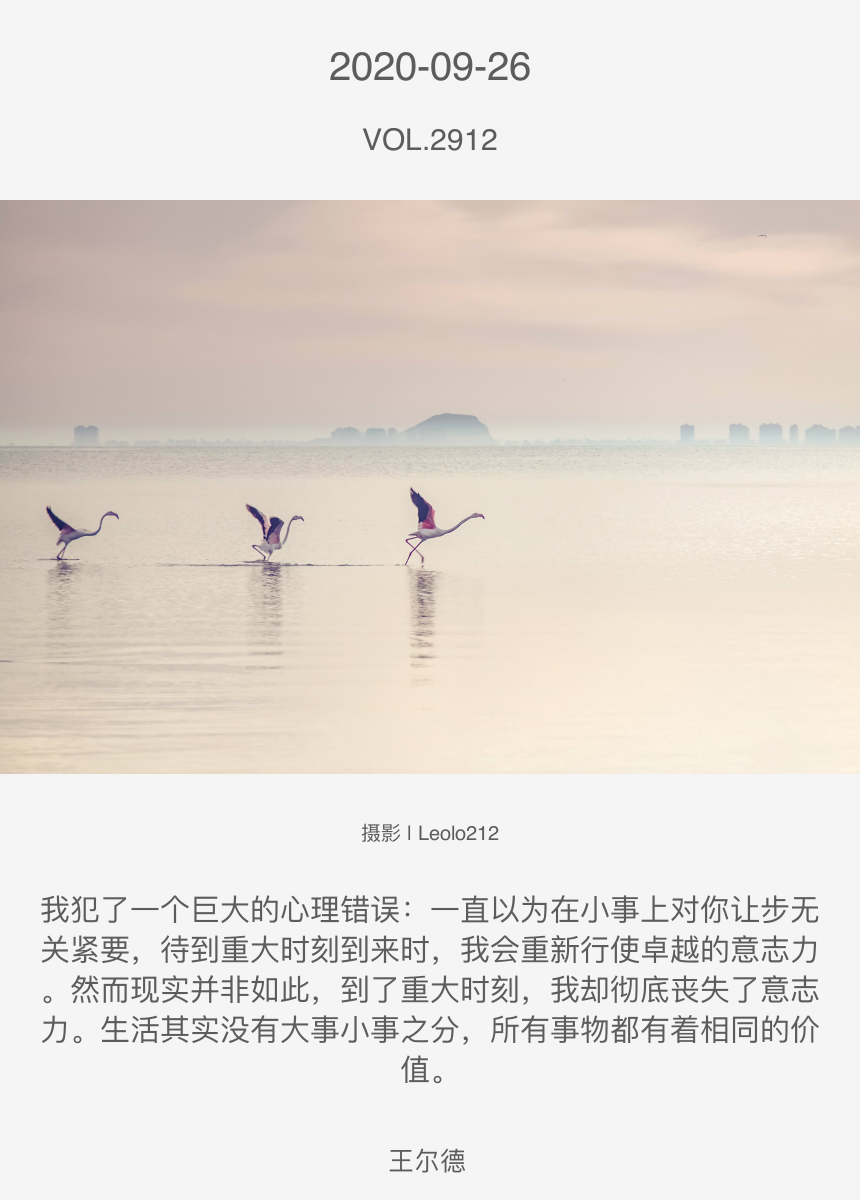 2020-09-26
VOL.2912
摄影 | Leolo212
我犯了一个巨大的心理错误：一直以为在小事上对你让步无
关紧要，待到重大时刻到来时，我会重新行使卓越的意志力
。然而现实并非如此，到了重大时刻，我却彻底丧失了意志
力。生活其实没有大事小事之分，所有事物都有着相同的价
值。
王尔德